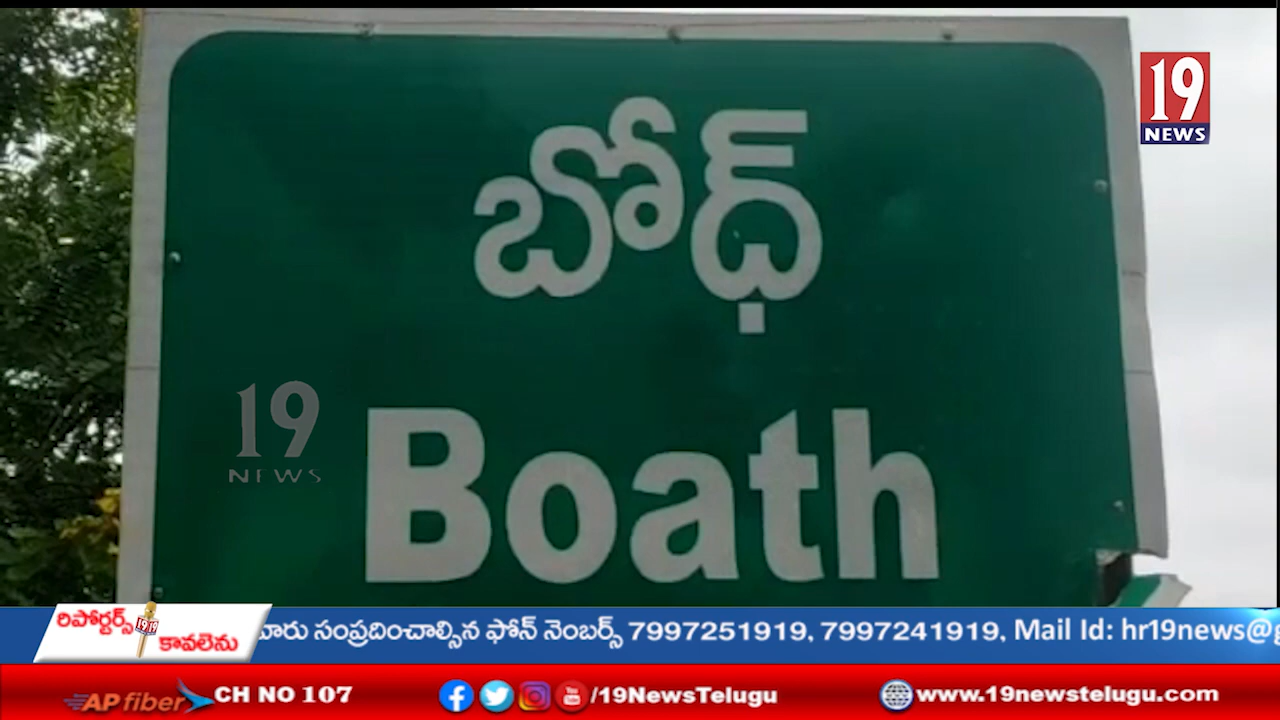 బోథ్
Boath
19
NEWS
19
NEWS
రిపోర్టర్స్
కావలెను
వారు సంప్రదించాల్సిన ఫోన్ నెంబర్స్ 7997251919, 7997241919, Mail Id: hr19news@g
AP fiber CH NO 107
/19NewsTelugu
www.19newstelugu.com